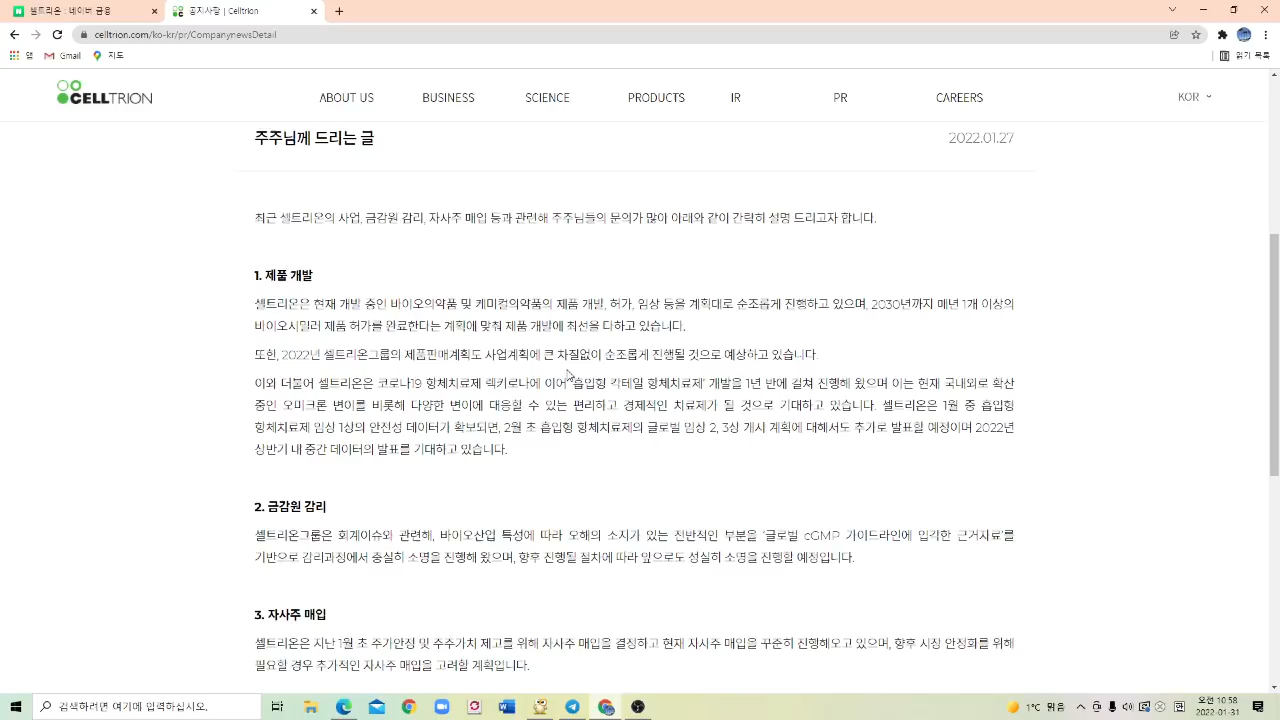 셀트리온 : 네이버 금융
공지사항 | Celltrion
celltrion.com/ko-kr/pr/CompanynewsDetail
앱 Gmail 지도
읽기 목록
CELLTRION ABOUT US BUSINESS SCIENCE PRODUCTS IR PR CAREERS KOR
주주님께 드리는 글 2022.01.27
최근 셀트리온의 사업, 금감원 감리, 자사주 매입 등과 관련해 주주님들의 문의가 많이 아래와 같이 간략히 설명 드리고자 합니다.
1. 제품 개발
셀트리온은 현재 개발 중인 바이오의약품 및 케미컬의약품의 제품 개발, 허가, 임상 등을 계획대로 순조롭게 진행하고 있으며, 2030년까지 매년 1개 이상의
바이오시밀러 제품 허가를 완료한다는 계획에 맞춰 제품 개발에 최선을 다하고 있습니다.
또한, 2022년 셀트리온그룹의 제품판매계획도 사업계획에 큰 차질없이 순조롭게 진행될 것으로 예상하고 있습니다.
이와 더불어 셀트리온은 코로나19 항체치료제 렉키로나에 이어 '흡입형 칵테일 항체치료제' 개발을 1년 반에 걸쳐 진행해 왔으며 이는 현재 국내외로 확산
중인 오미크론 변이를 비롯해 다양한 변이에 대응할 수 있는 편리하고 경제적인 치료제가 될 것으로 기대하고 있습니다. 셀트리온은 1월 중 흡입형
항체치료제 임상 1상의 안전성 데이터가 확보되면, 2월 초 흡입형 항체치료제의 글로벌 임상 2, 3상 개시 계획에 대해서도 추가로 발표할 예정이며 2022년
상반기 내 중간 데이터의 발표를 기대하고 있습니다.
2. 금감원 감리
셀트리온그룹은 회계이슈와 관련해, 바이오산업 특성에 따라 오해의 소지가 있는 전반적인 부분을 '글로벌 cGMP 가이드라인에 입각한 근거자료'를
기반으로 감리과정에서 충실히 소명을 진행해 왔으며, 향후 진행될 절차에 따라 앞으로도 성실히 소명을 진행할 예정입니다.
3. 자사주 매입
셀트리온은 지난 1월 초 주가안정 및 주주가치 제고를 위해 자사주 매입을 결정하고 현재 자사주 매입을 꾸준히 진행해오고 있으며, 향후 시장 안정화를 위해
필요할 경우 추가적인 자사주 매입을 고려할 계획입니다.
검색하려면 여기에 입력하십시오.
1°C 맑음
오전 10:58
2022-01-31